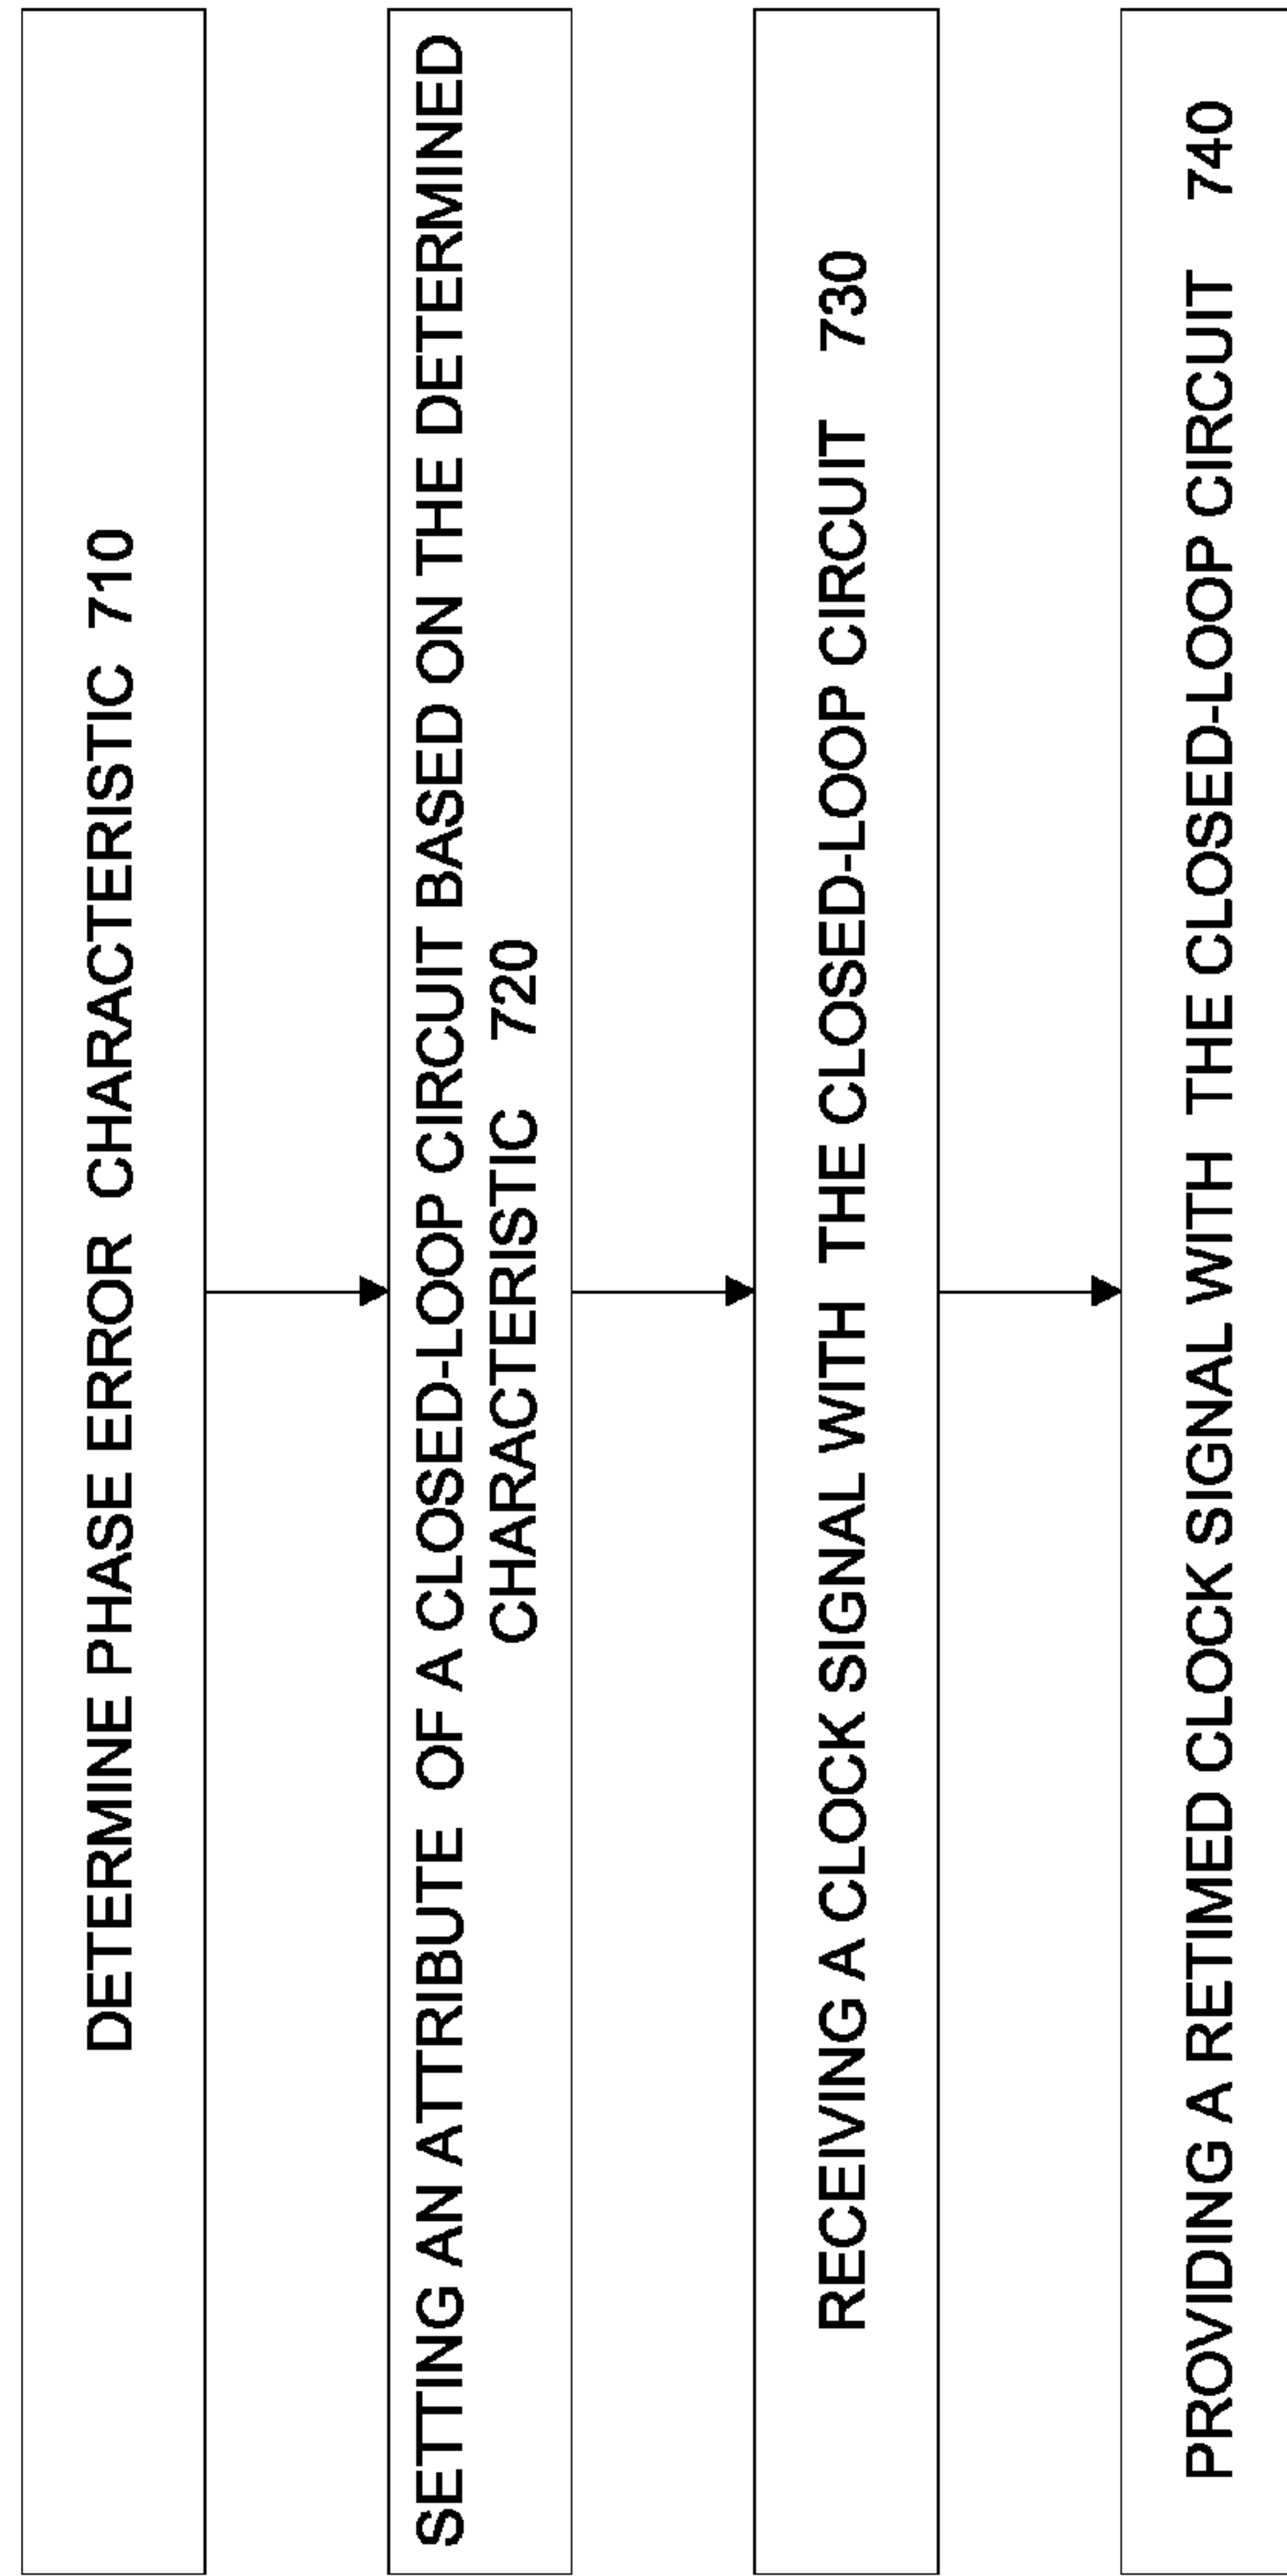 DETERMINE PHASE ERROR CHARACTERISTIC 710
SETTING AN ATTRIBUTE OF A CLOSED-LOOP CIRCUIT BASED ON THE DETERMINED
CHARACTERISTIC 720
RECEIVING A CLOCK SIGNAL WITH THE CLOSED-LOOP CIRCUIT 730
PROVIDING A RETIMED CLOCK SIGNAL WITH THE CLOSED-LOOP CIRCUIT 740